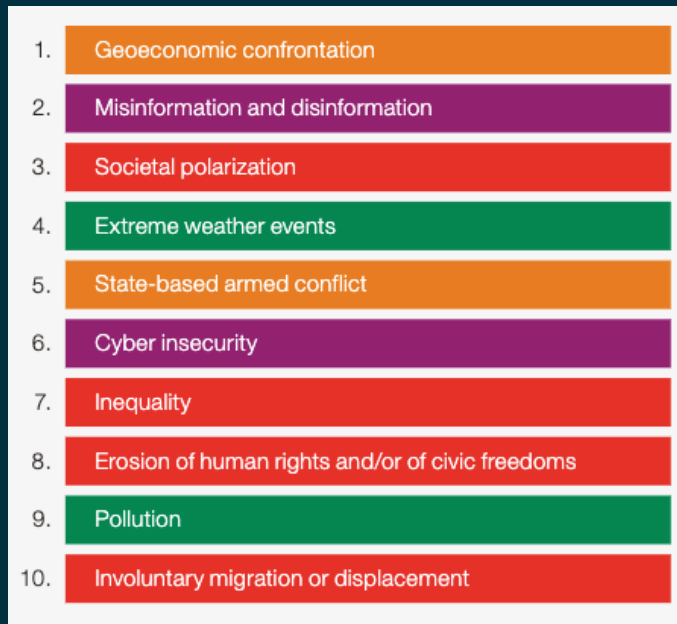 1. Geoeconomic confrontation
2. Misinformation and disinformation
3. Societal polarization
4. Extreme weather events
5. State-based armed conflict
6. Cyber insecurity
7. Inequality
8. Erosion of human rights and/or of civic freedoms
9. Pollution
10. Involuntary migration or displacement